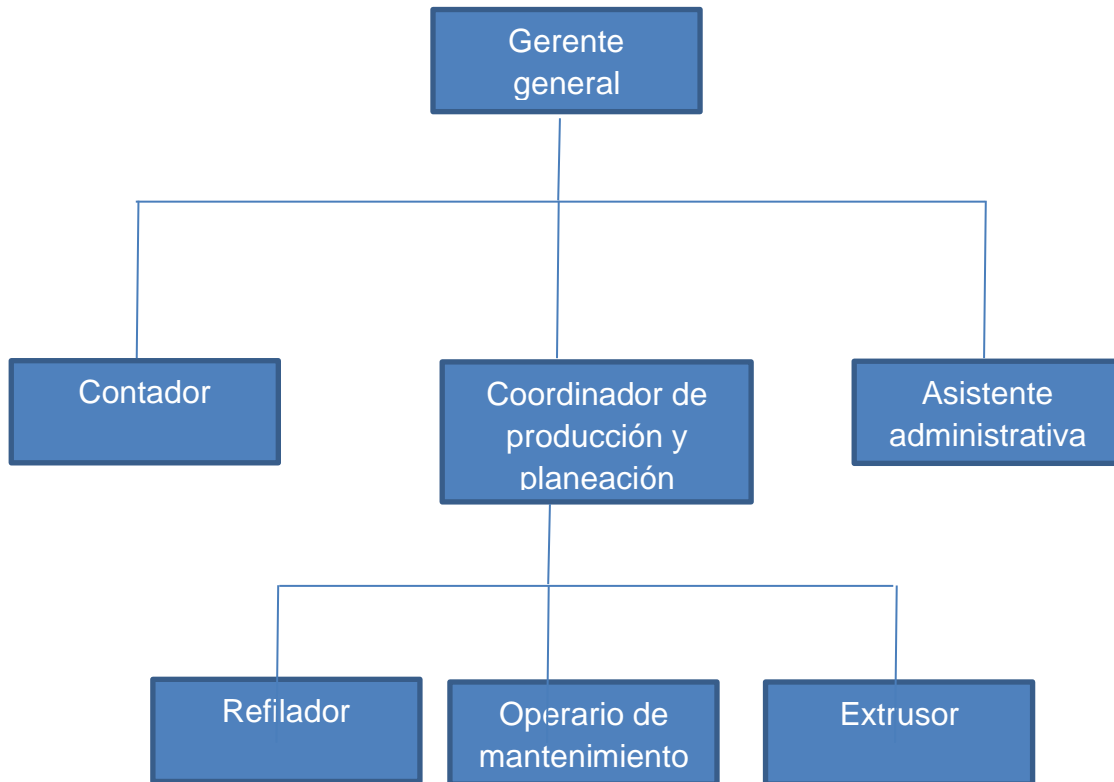 Gerente
general
Contador
Coordinador de
producción y
planeación
Asistente
administrativa
Refilador
Operario de
mantenimiento
Extrusor